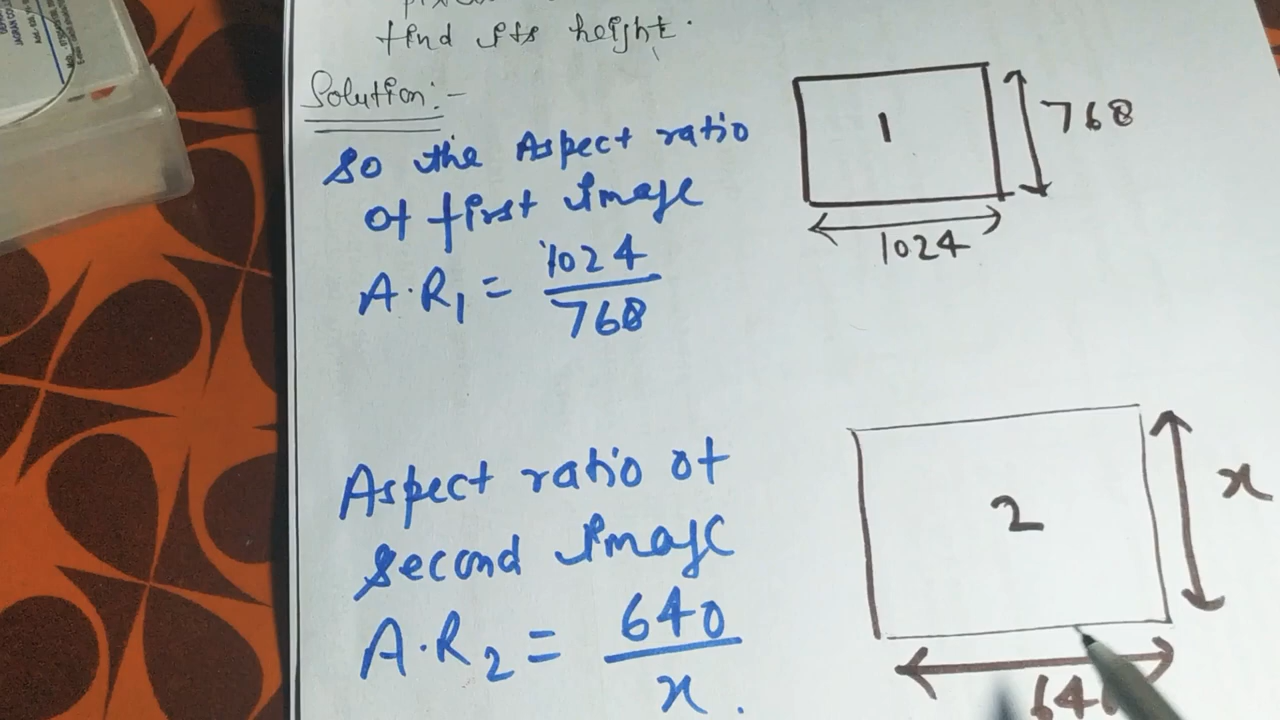 find its height.
Solution:-
So the Aspect ratio
of first image
A.R₁ = 1024
768
1
768
1024
Aspect ratio of
second image
A.R₂ = 640
x.
2
x